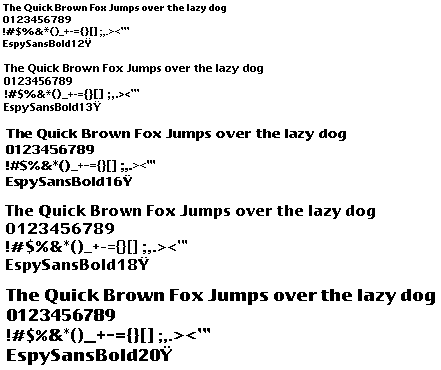 The Quick Brown Fox Jumps over the lazy dog
0123456789
!#$%&*()_+-={}[] ;,.><'"
EspySansBold12Ÿ
The Quick Brown Fox Jumps over the lazy dog
0123456789
!#$%&*()_+-={}[] ;,.><'"
EspySansBold13Ÿ
The Quick Brown Fox Jumps over the lazy dog
0123456789
!#$%&*()_+-={}[] ;,.><'"
EspySansBold16Ÿ
The Quick Brown Fox Jumps over the lazy dog
0123456789
!#$%&*()_+-={}[] ;,.><'"
EspySansBold18Ÿ
The Quick Brown Fox Jumps over the lazy dog
0123456789
!#$%&*()_+-={}[] ;,.><'"
EspySansBold20Ÿ